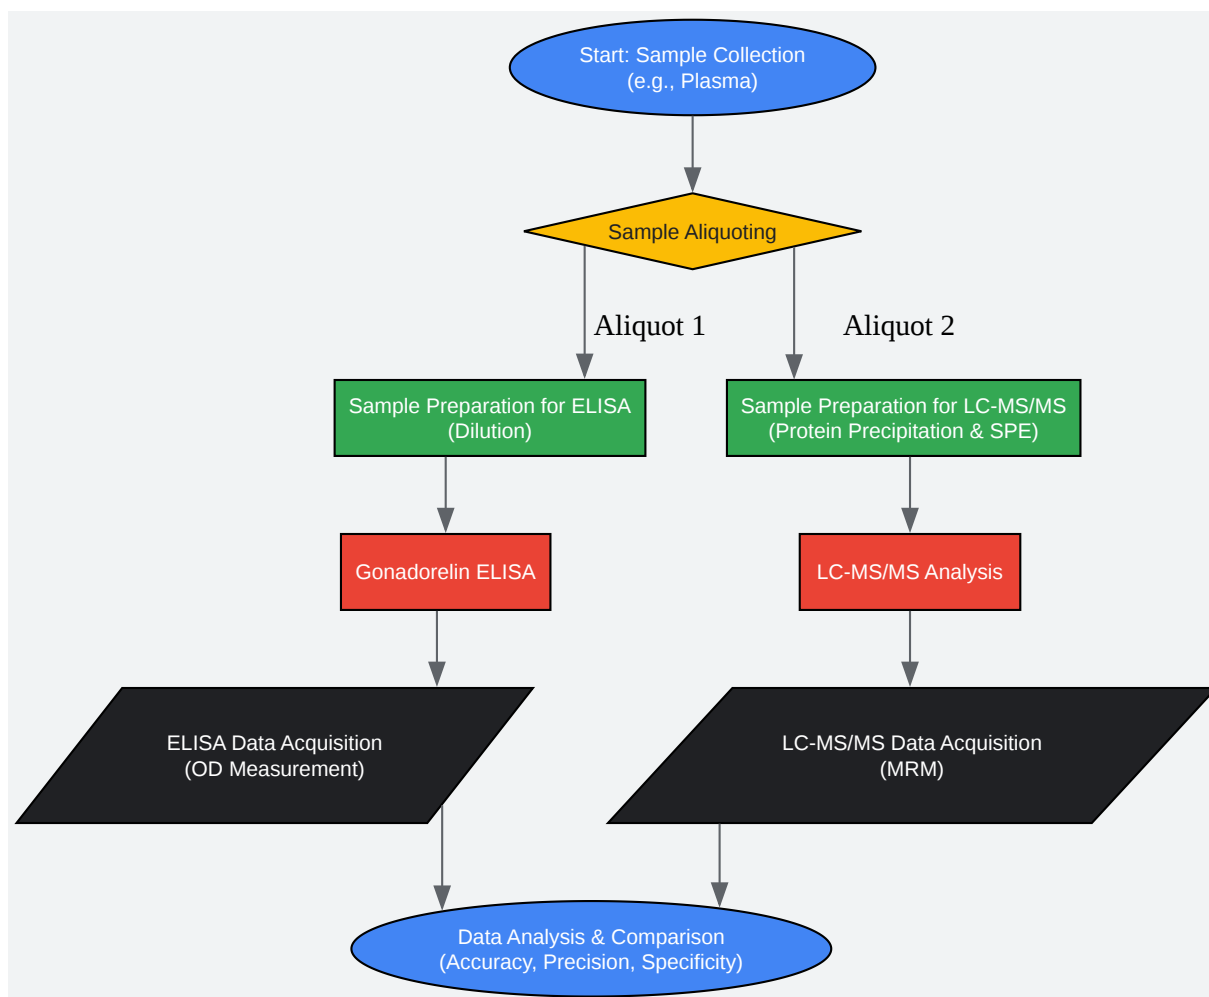 Start: Sample Collection
(e.g., Plasma)
Sample Aliquoting
Aliquot 1
Aliquot 2
Sample Preparation for ELISA
(Dilution)
Sample Preparation for LC-MS/MS
(Protein Precipitation & SPE)
Gonadorelin ELISA
LC-MS/MS Analysis
ELISA Data Acquisition
(OD Measurement)
LC-MS/MS Data Acquisition
(MRM)
Data Analysis & Comparison
(Accuracy, Precision, Specificity)